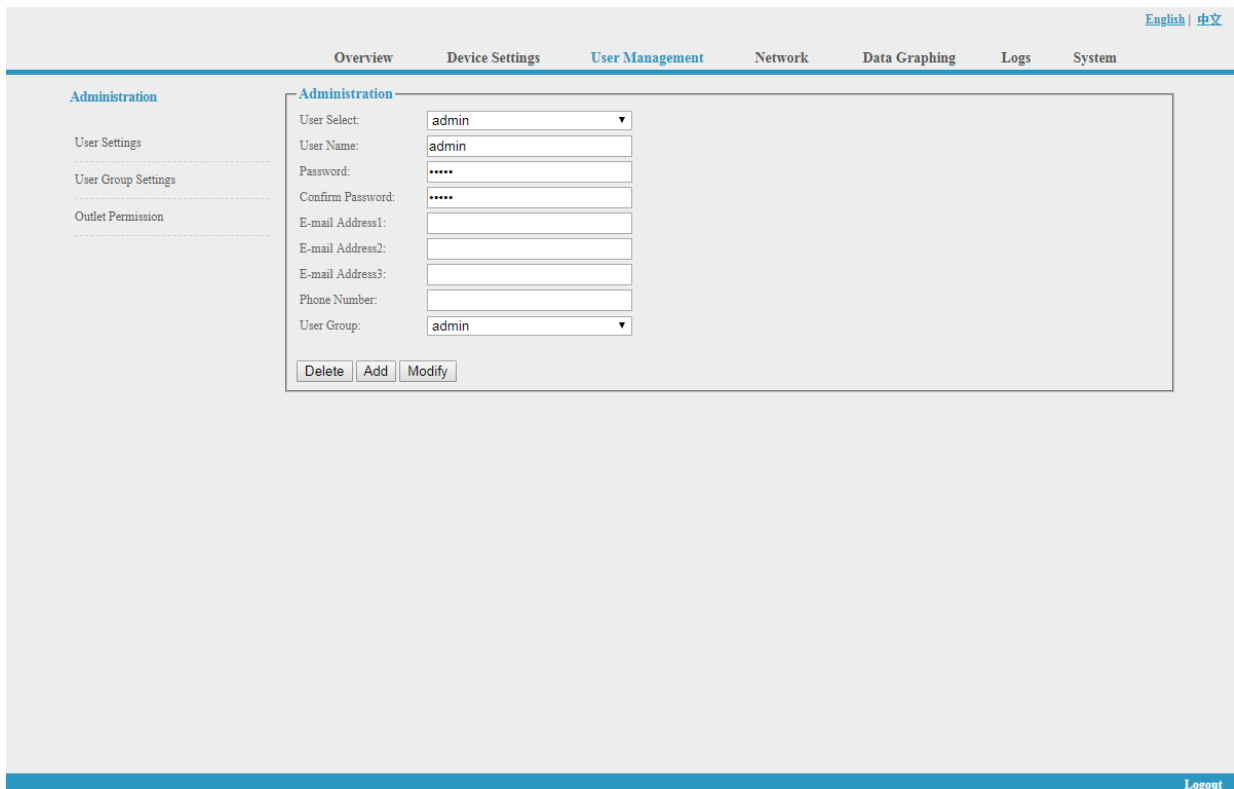 English | 中文
Overview Device Settings User Management Network Data Graphing Logs System
Administration
User Settings
User Group Settings
Outlet Permission
Administration
User Select: admin
User Name: admin
Password: •••••
Confirm Password: •••••
E-mail Address1:
E-mail Address2:
E-mail Address3:
Phone Number:
User Group: admin
Delete Add Modify
Logout